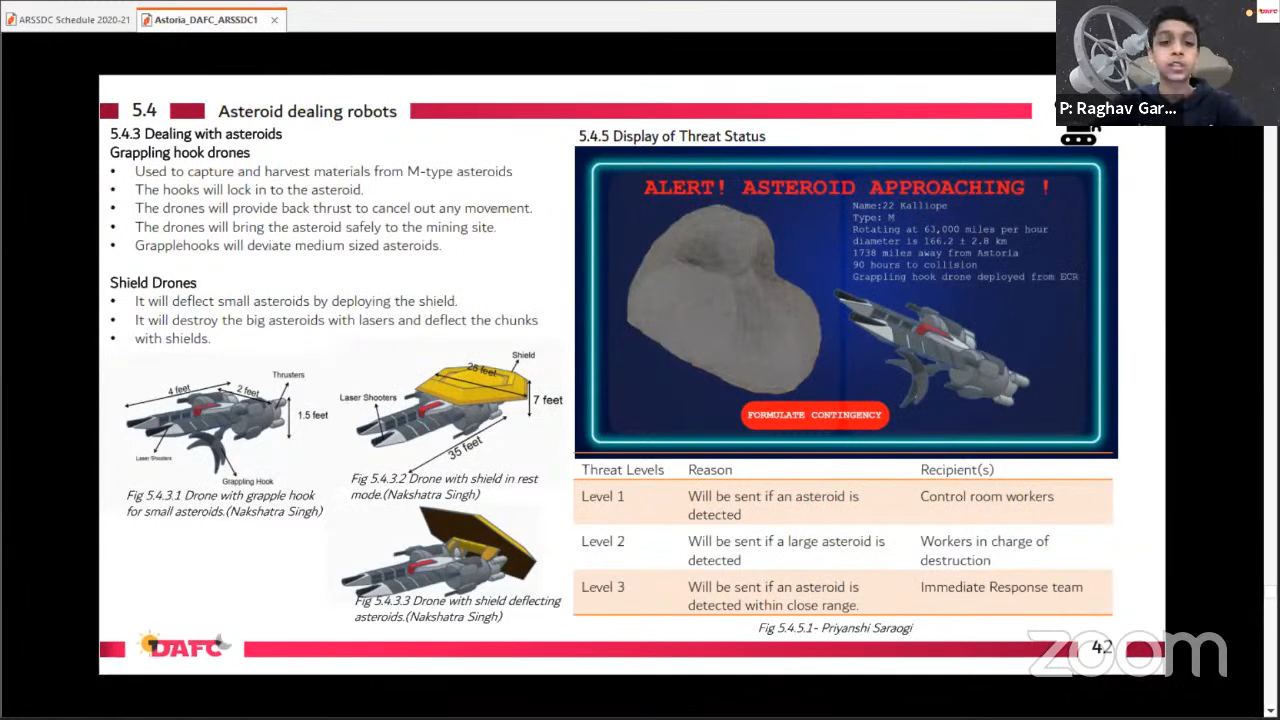 ARSSDC Schedule 2020-21
Astoria_DAFC_ARSSDC1
P: Raghav Gar...
5.4
Asteroid dealing robots
5.4.3 Dealing with asteroids
Grappling hook drones
• Used to capture and harvest materials from M-type asteroids
• The hooks will lock in to the asteroid.
• The drones will provide back thrust to cancel out any movement.
• The drones will bring the asteroid safely to the mining site.
• Grapplehooks will deviate medium sized asteroids.
Shield Drones
• It will deflect small asteroids by deploying the shield.
• It will destroy the big asteroids with lasers and deflect the chunks
• with shields.
4 feet
2 feet
Thrusters
1.5 feet
Laser Shooters
Grappling Hook
Fig 5.4.3.1 Drone with grapple hook
for small asteroids.(Nakshatra Singh)
Shield
25 feet
Laser Shooters
7 feet
35 feet
Fig 5.4.3.2 Drone with shield in rest
mode.(Nakshatra Singh)
Fig 5.4.3.3 Drone with shield deflecting
asteroids.(Nakshatra Singh)
5.4.5 Display of Threat Status
ALERT! ASTEROID APPROACHING !
Name:22 Kalliope
Type: M
Rotating at 63,000 miles per hour
diameter is 166.2 ± 2.8 km
1738 miles away from Astoria
90 hours to collision
Grappling hook drone deployed from ECR
FORMULATE CONTINGENCY
Threat Levels Reason Recipient(s)
Level 1 Will be sent if an asteroid is Control room workers
detected
Level 2 Will be sent if a large asteroid is Workers in charge of
detected destruction
Level 3 Will be sent if an asteroid is Immediate Response team
detected within close range.
Fig 5.4.5.1- Priyanshi Saraogi
DAFC
42
zoom